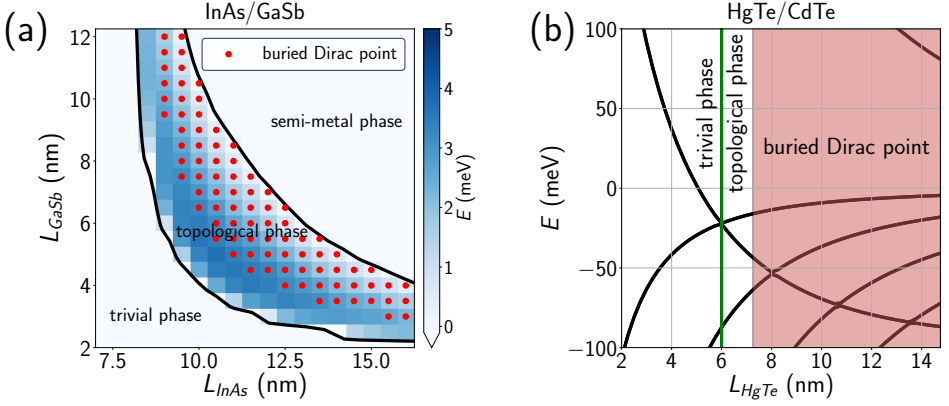 (a)
InAs/GaSb
buried Dirac point
semi-metal phase
topological phase
trivial phase
12
10
8
6
4
2
L_GaSb (nm)
7.5
10.0
12.5
15.0
L_InAs (nm)
5
4
3
2
1
0
E (meV)
(b)
HgTe/CdTe
trivial phase
topological phase
buried Dirac point
100
50
0
−50
−100
E (meV)
2
4
6
8
10
12
14
L_HgTe (nm)